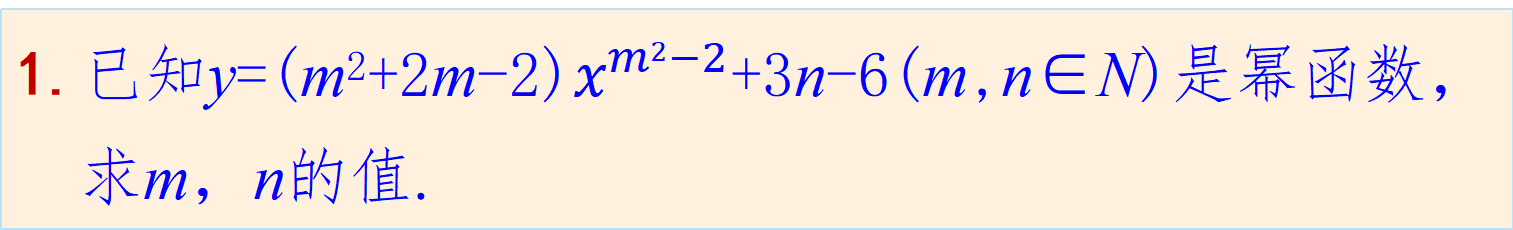 1. 已知y=(m²+2m-2)x^{m²-2}+3n-6(m,n∈N)是幂函数，
求m，n的值.